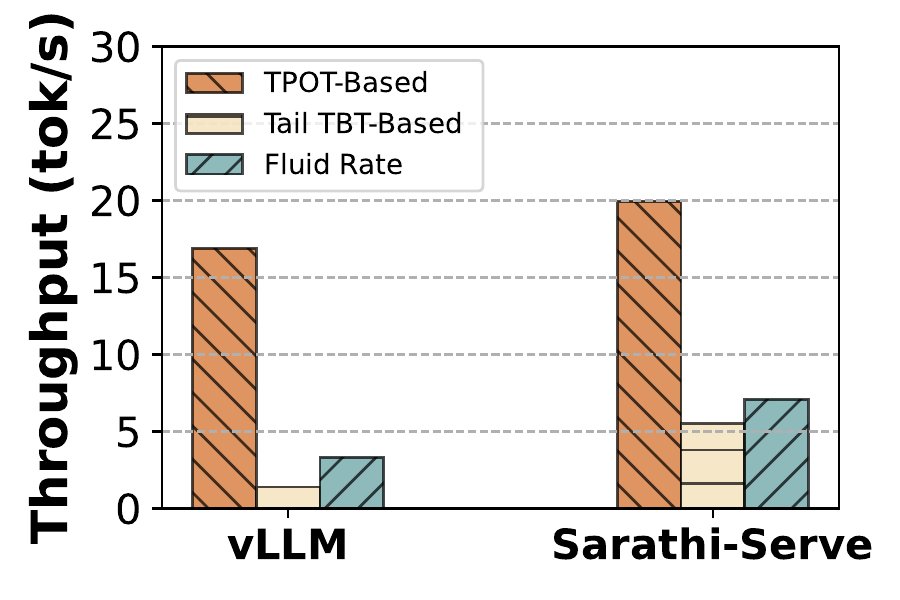 Throughput (tok/s)
30
25
20
15
10
5
0
TPOT-Based
Tail TBT-Based
Fluid Rate
vLLM
Sarathi-Serve